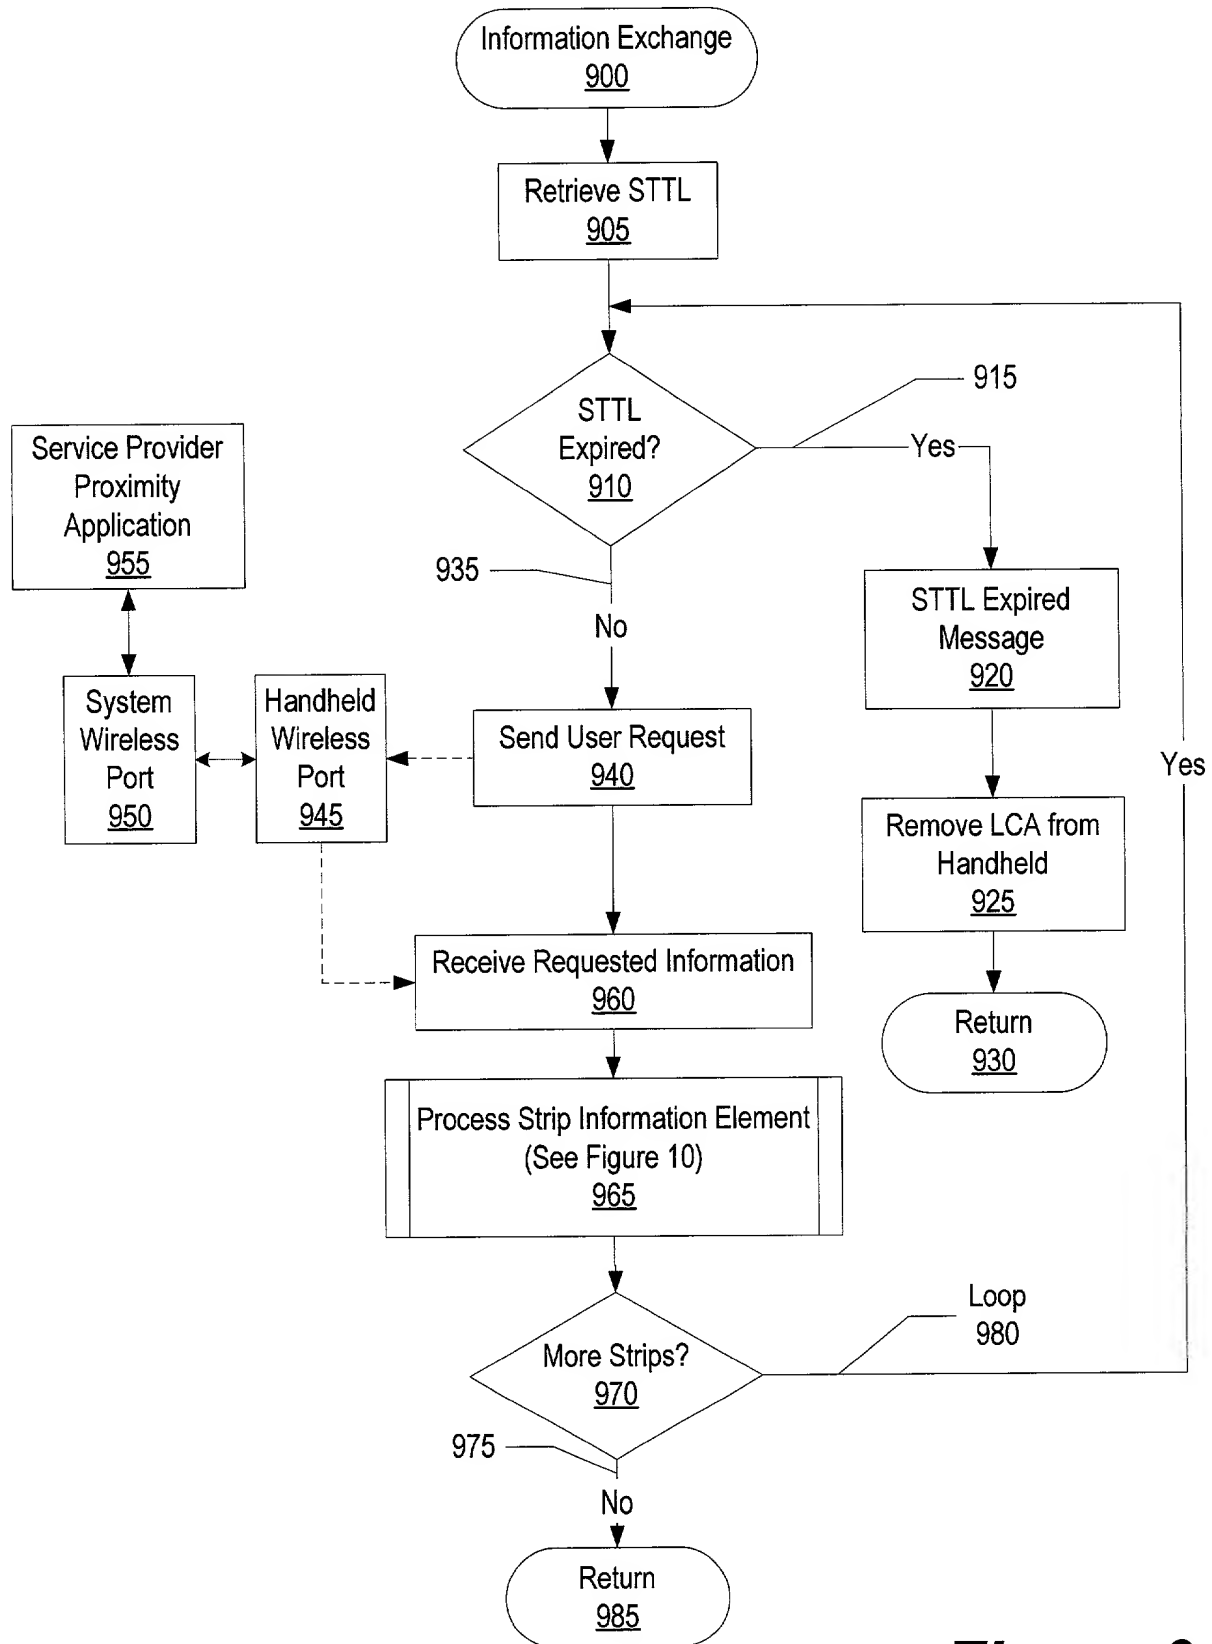 Information Exchange
900
Retrieve STTL
905
915
STTL
Expired?
910
Yes
Service Provider
Proximity
Application
955
935
No
STTL Expired
Message
920
System
Wireless
Port
950
Handheld
Wireless
Port
945
Send User Request
940
Yes
Remove LCA from
Handheld
925
Receive Requested Information
960
Return
930
Process Strip Information Element
(See Figure 10)
965
Loop
980
More Strips?
970
975
No
Return
985